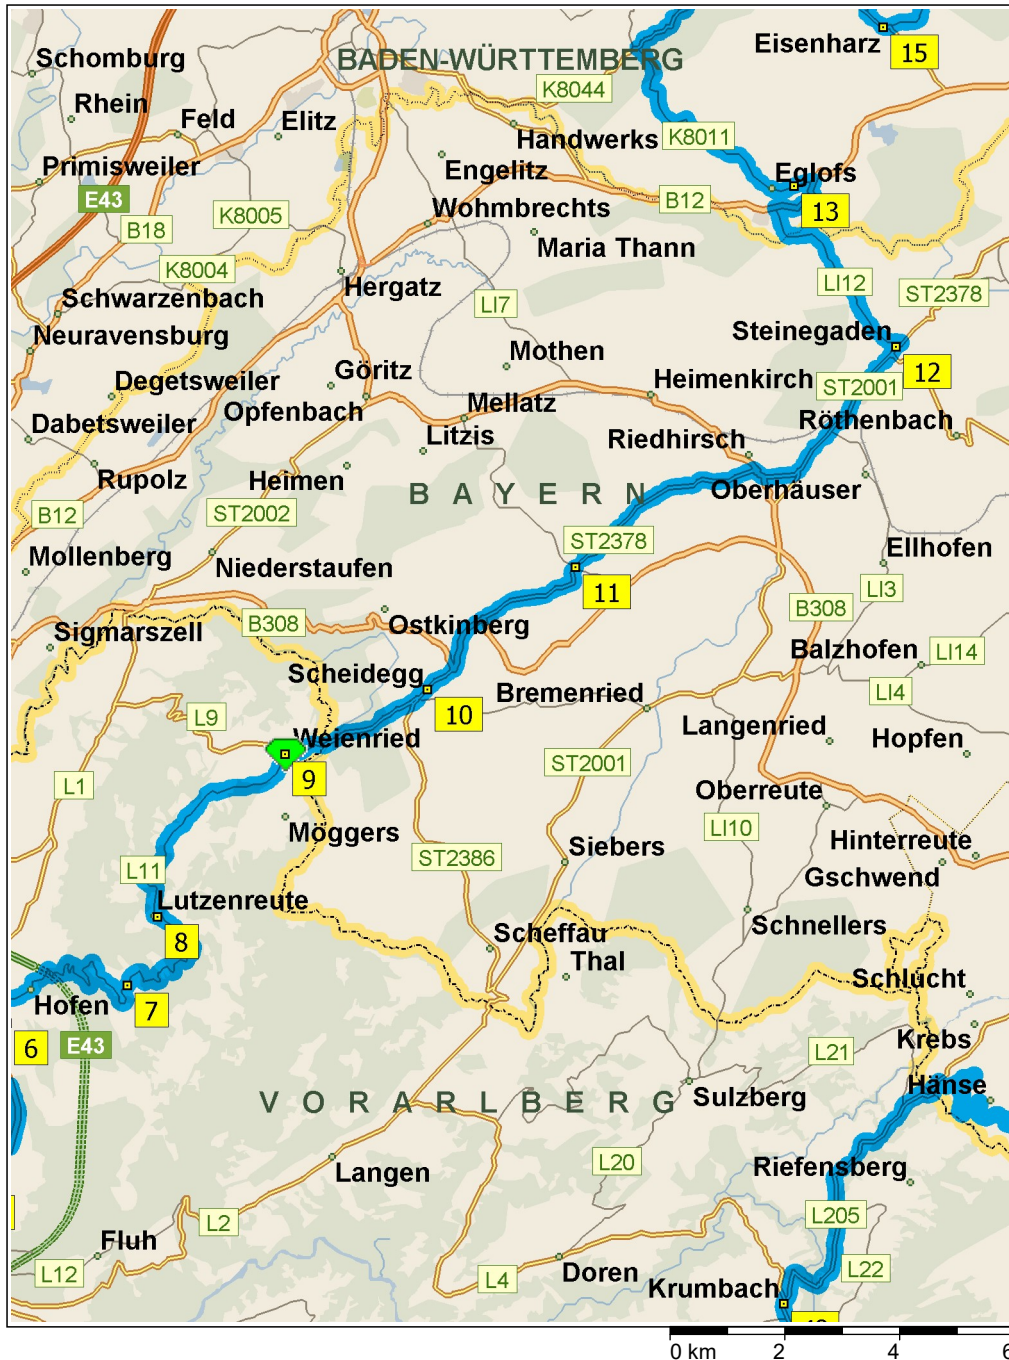 Eisenharz
15
Schomburg
BADEN-WÜRTTEMBERG
K8044
Rhein
Feld
Elitz
Handwerks
K8011
Primisweiler
Engelitz
Eglofs
E43
K8005
Wohmbrechts
B12
13
B18
Maria Thann
K8004
Hergatz
LI12
ST2378
Schwarzenbach
LI7
Neuravensburg
Steinegaden
Mothen
12
Göritz
Degetsweiler
Heimenkirch
ST2001
Opfenbach
Mellatz
Dabetsweiler
Litzis
Riedhirsch
Röthenbach
Rupolz
Heimen
BAYERN
Oberhäuser
B12
ST2002
ST2378
Mollenberg
Niederstaufen
Ellhofen
11
LI3
B308
Ostkinberg
B308
Sigmarszell
Balzhofen
LI14
Scheidegg
Bremenried
LI4
L9
10
Langenried
Weienried
Hopfen
ST2001
L1
9
Oberreute
Möggers
LI10
Siebers
Hinterreute
ST2386
L11
Gschwend
Lutzenreute
Schnellers
8
Scheffau
Thal
Schlucht
Hofen
7
Krebs
6
E43
L21
Hänse
VORARLBERG
Sulzberg
L20
Langen
Riefensberg
L2
L205
Fluh
L12
Doren
L22
L4
Krumbach
0 km 2 4 6